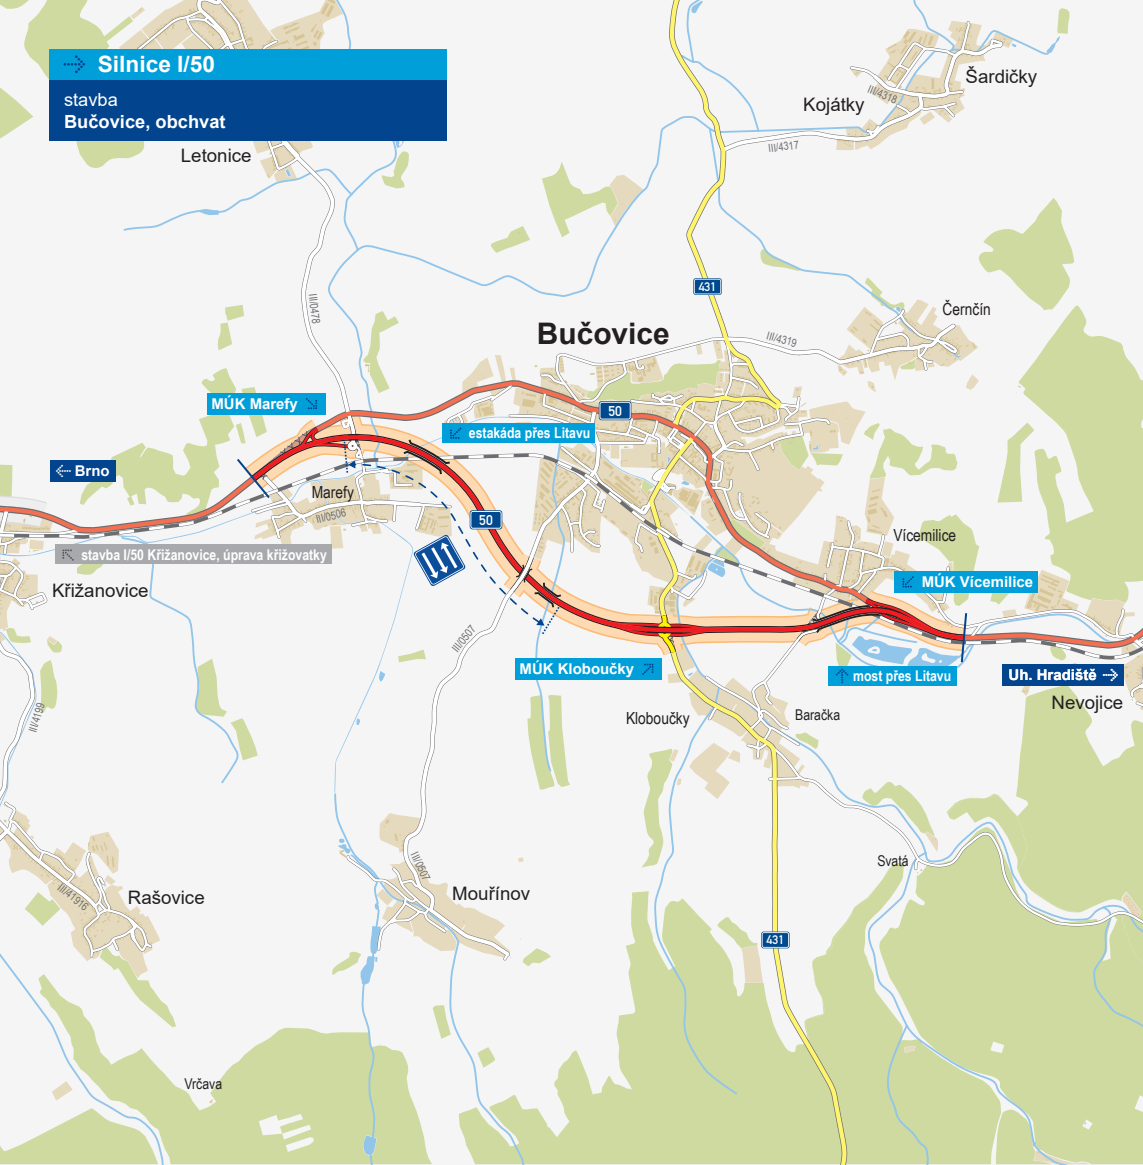 Silnice I/50
stavba
Bučovice, obchvat
Letonice
Šardičky
Kojátky
III/4318
III/4317
431
III/0478
Černčín
Bučovice
III/4319
MÚK Marefy
50
estakáda přes Litavu
Brno
Marefy
III/0506
50
Vícemilice
stavba I/50 Křižanovice, úprava křižovatky
MÚK Vícemilice
Křižanovice
III/0507
MÚK Kloboučky
most přes Litavu
Uh. Hradiště
Nevojice
III/4199
Kloboučky
Baračka
Svatá
III/0507
III/41916
Rašovice
Mouřínov
431
Vrčava